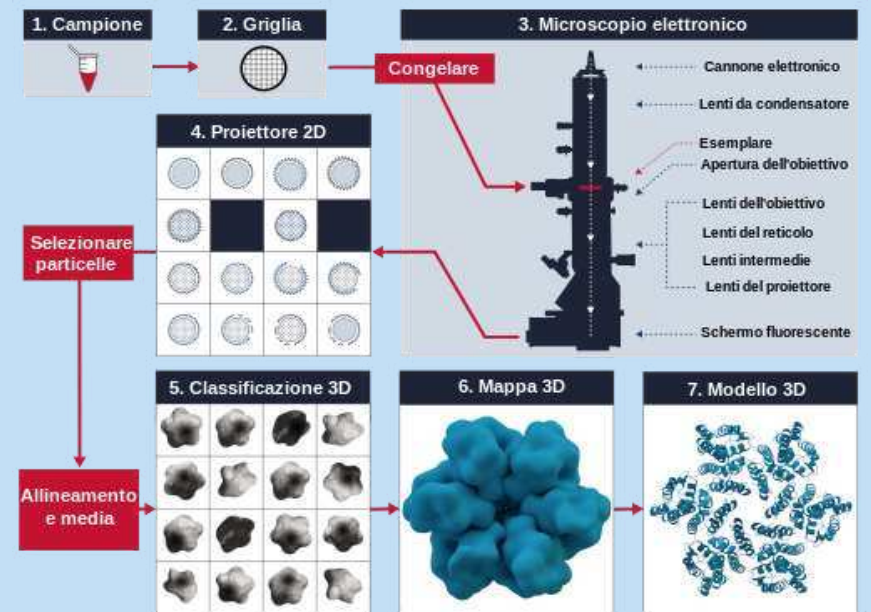 1. Campione
2. Griglia
3. Microscopio elettronico
Congelare
Cannone elettronico
Lenti da condensatore
Esemplare
Apertura dell'obiettivo
Lenti dell'obiettivo
Lenti del reticolo
Lenti intermedie
Lenti del proiettore
Schermo fluorescente
4. Proiettore 2D
Selezionare
particelle
Allineamento
e media
5. Classificazione 3D
6. Mappa 3D
7. Modello 3D